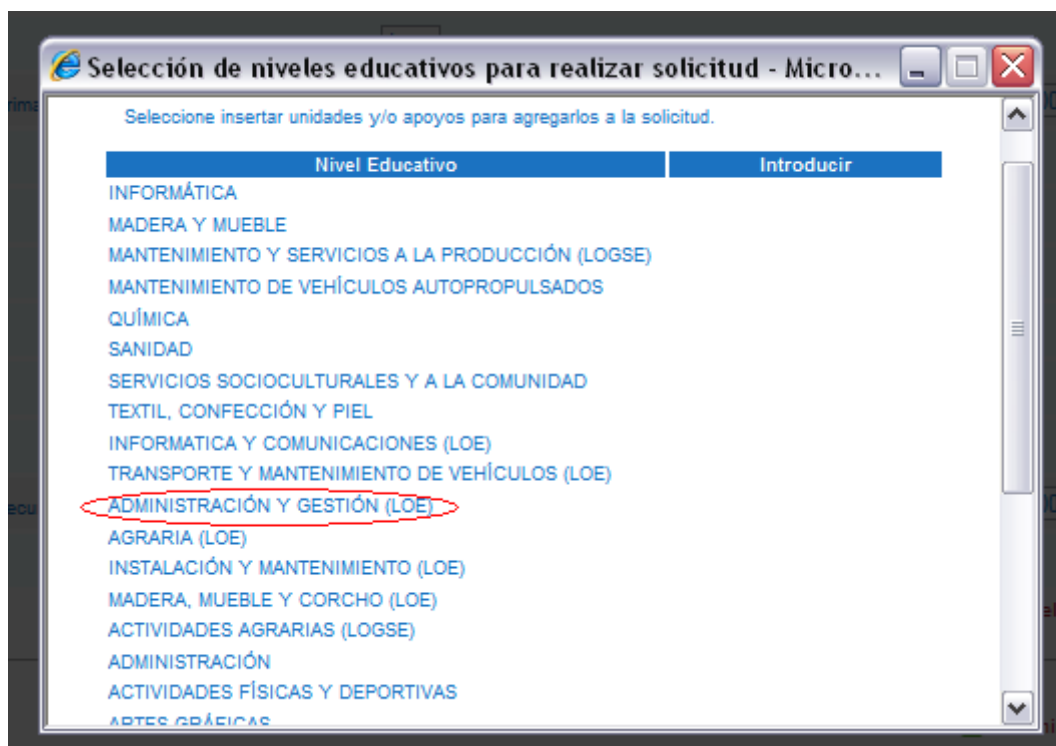 Selección de niveles educativos para realizar solicitud - Micro...
Seleccione insertar unidades y/o apoyos para agregarlos a la solicitud.
Nivel Educativo Introducir
INFORMÁTICA
MADERA Y MUEBLE
MANTENIMIENTO Y SERVICIOS A LA PRODUCCIÓN (LOGSE)
MANTENIMIENTO DE VEHÍCULOS AUTOPROPULSADOS
QUÍMICA
SANIDAD
SERVICIOS SOCIOCULTURALES Y A LA COMUNIDAD
TEXTIL, CONFECCIÓN Y PIEL
INFORMATICA Y COMUNICACIONES (LOE)
TRANSPORTE Y MANTENIMIENTO DE VEHÍCULOS (LOE)
ADMINISTRACIÓN Y GESTIÓN (LOE)
AGRARIA (LOE)
INSTALACIÓN Y MANTENIMIENTO (LOE)
MADERA, MUEBLE Y CORCHO (LOE)
ACTIVIDADES AGRARIAS (LOGSE)
ADMINISTRACIÓN
ACTIVIDADES FÍSICAS Y DEPORTIVAS
ARTES GRÁFICAS